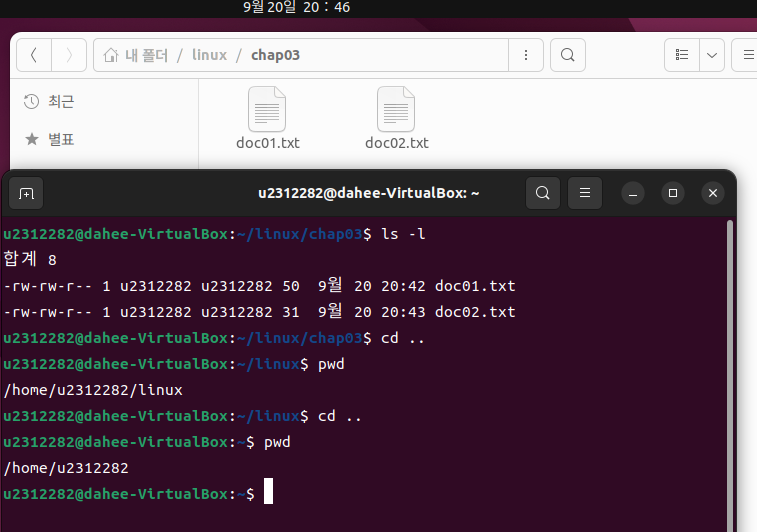 9월 20일 20 : 46
내 폴더 / linux / chap03
최근
doc01.txt doc02.txt
별표
u2312282@dahee-VirtualBox: ~
u2312282@dahee-VirtualBox:~/linux/chap03$ ls -l
합계 8
-rw-rw-r-- 1 u2312282 u2312282 50  9월 20 20:42 doc01.txt
-rw-rw-r-- 1 u2312282 u2312282 31  9월 20 20:43 doc02.txt
u2312282@dahee-VirtualBox:~/linux/chap03$ cd ..
u2312282@dahee-VirtualBox:~/linux$ pwd
/home/u2312282/linux
u2312282@dahee-VirtualBox:~/linux$ cd ..
u2312282@dahee-VirtualBox:~$ pwd
/home/u2312282
u2312282@dahee-VirtualBox:~$